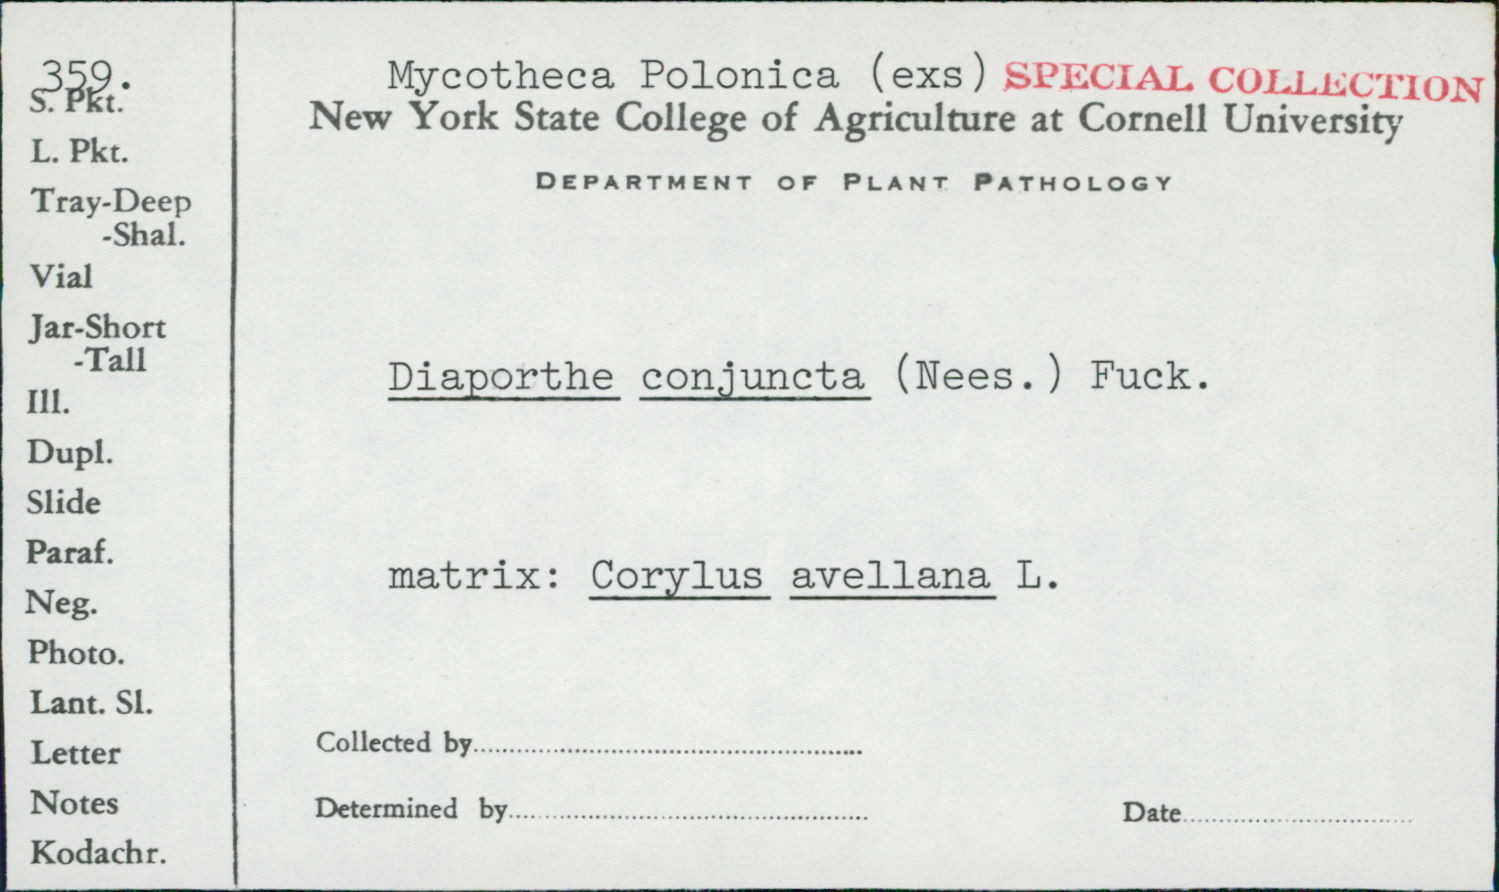 359.
S. Pkt.
L. Pkt.
Tray-Deep
-Shal.
Vial
Jar-Short
-Tall
Ill.
Dupl.
Slide
Paraf.
Neg.
Photo.
Lant. Sl.
Letter
Notes
Kodachr.
Mycotheca Polonica (exs) SPECIAL COLLECTION
New York State College of Agriculture at Cornell University
DEPARTMENT OF PLANT PATHOLOGY
Diaporthe conjuncta (Nees.) Fuck.
matrix: Corylus avellana L.
Collected by
Determined by
Date